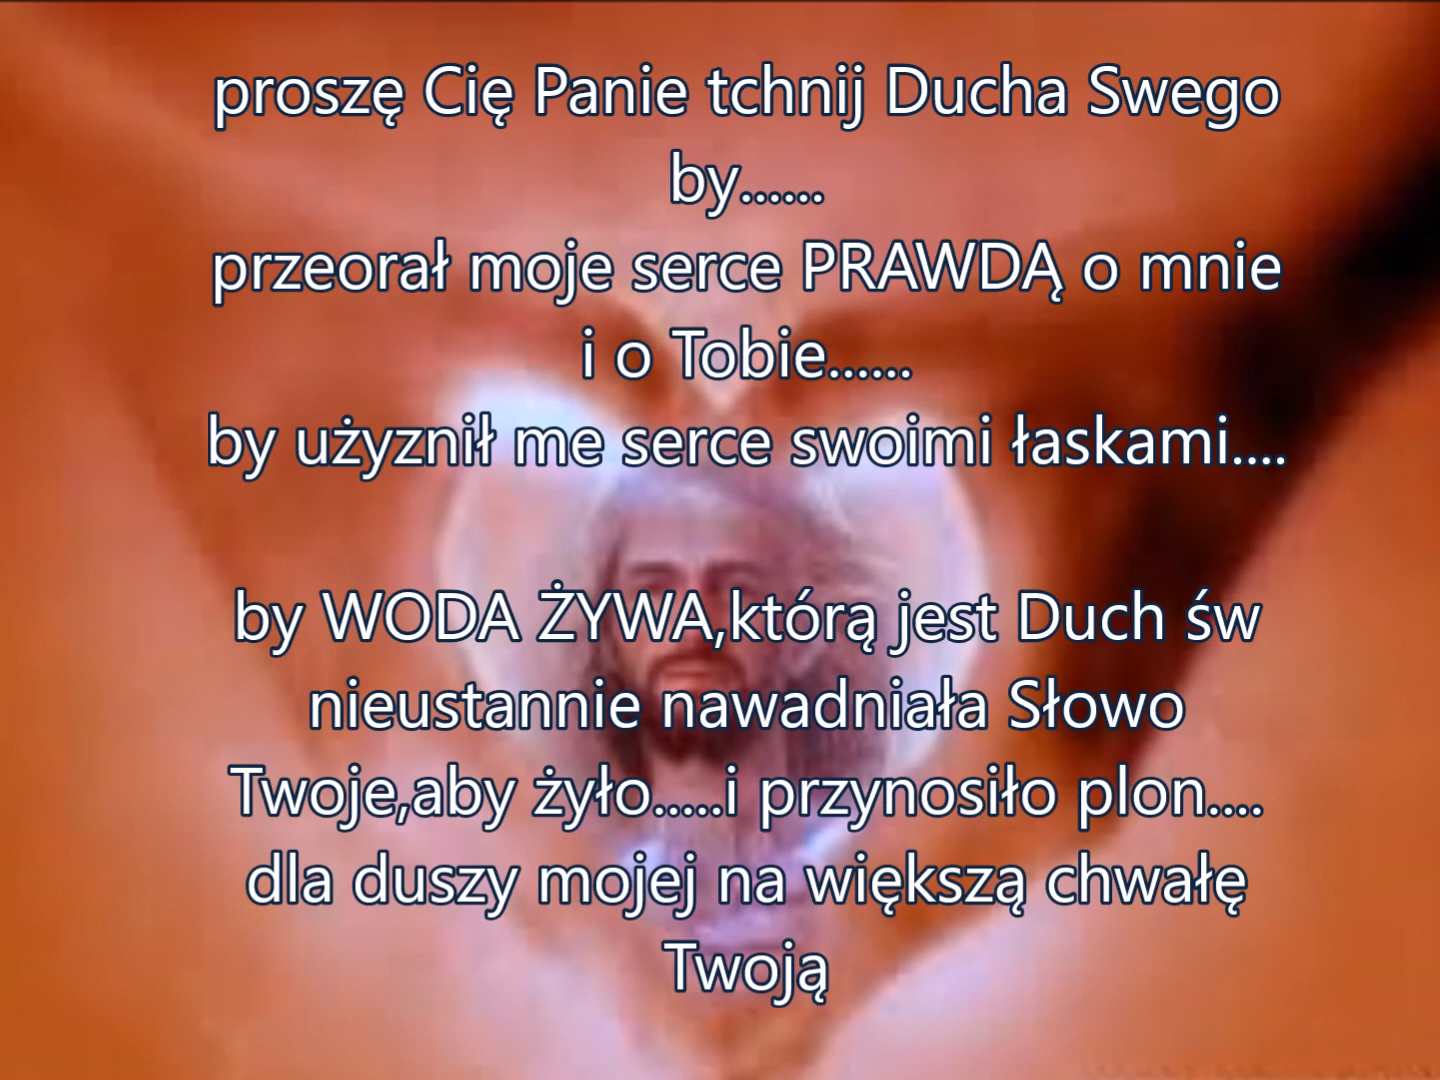 proszę Cię Panie tchnij Ducha Swego
by......
przeorał moje serce PRAWDĄ o mnie
i o Tobie......
by użyznił me serce swoimi łaskami....
by WODA ŻYWA,którą jest Duch św
nieustannie nawadniała Słowo
Twoje,aby żyło.....i przynosiło plon....
dla duszy mojej na większą chwałę
Twoją